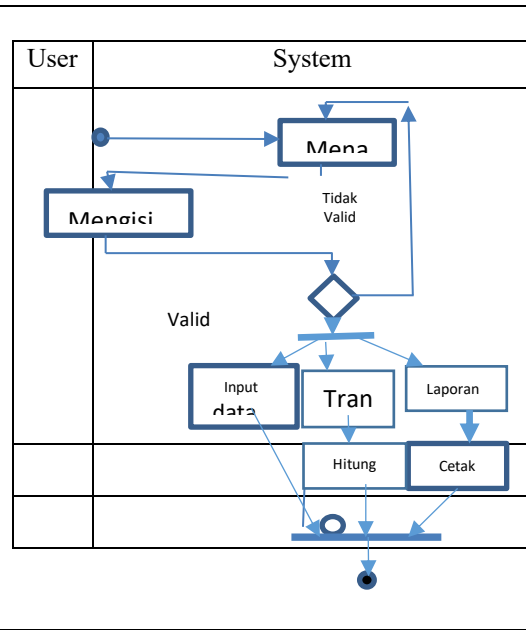 User
System
Mena
Tidak
Valid
Mengisi
Valid
Input
data
Tran
Laporan
Hitung
Cetak